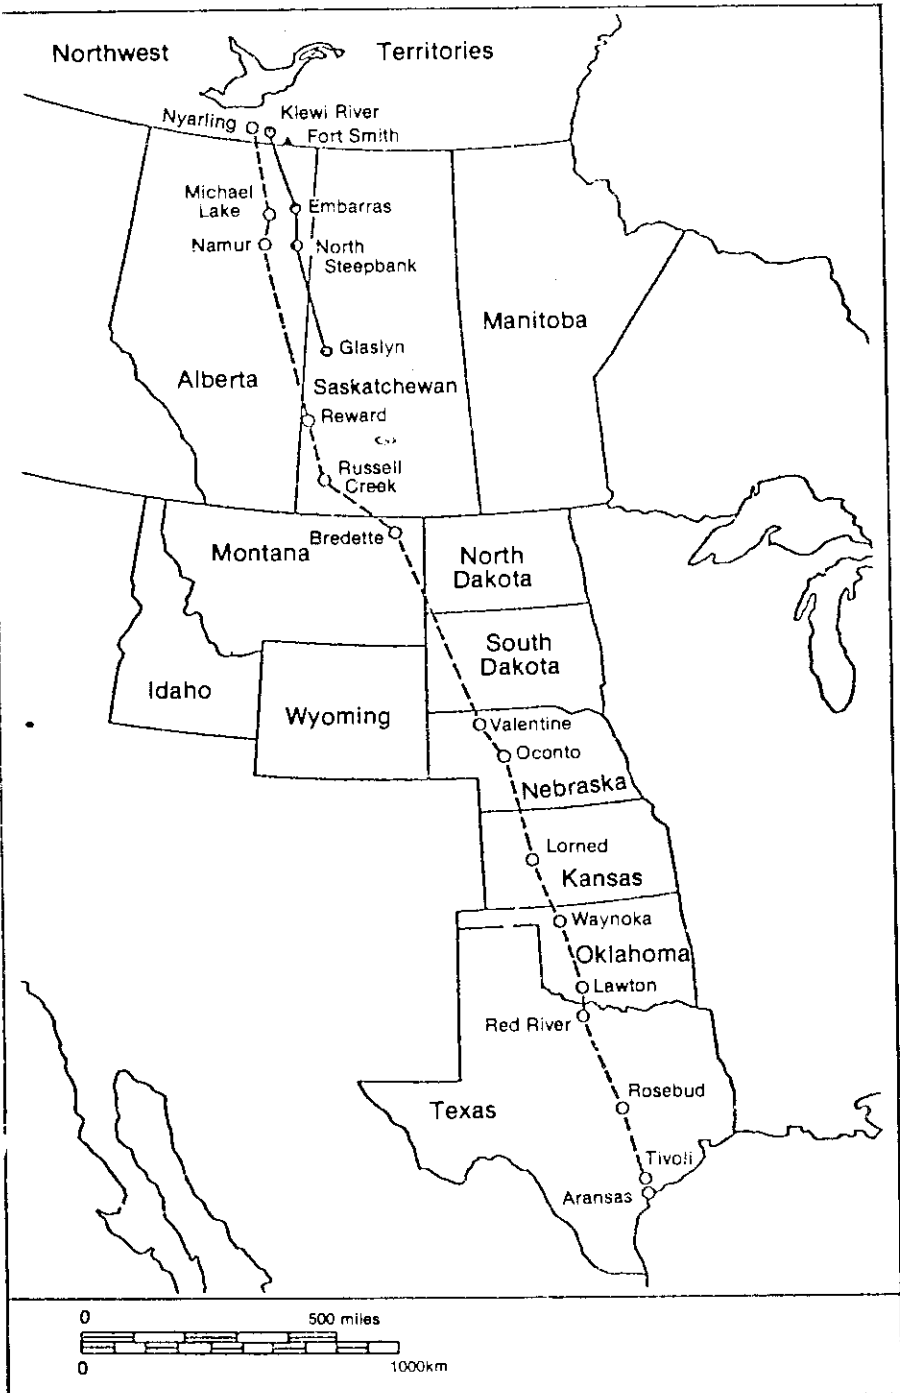 Northwest Territories
Klewi River
Nyarling
Fort Smith
Michael
Lake
Embarras
Namur
North
Steepbank
Manitoba
Glaslyn
Alberta
Saskatchewan
Reward
Russell
Creek
Bredette
Montana
North
Dakota
South
Dakota
Idaho
Wyoming
Valentine
Oconto
Nebraska
Lorned
Kansas
Waynoka
Oklahoma
Lawton
Red River
Rosebud
Texas
Tivoli
Aransas
0 500 miles
0 1000km